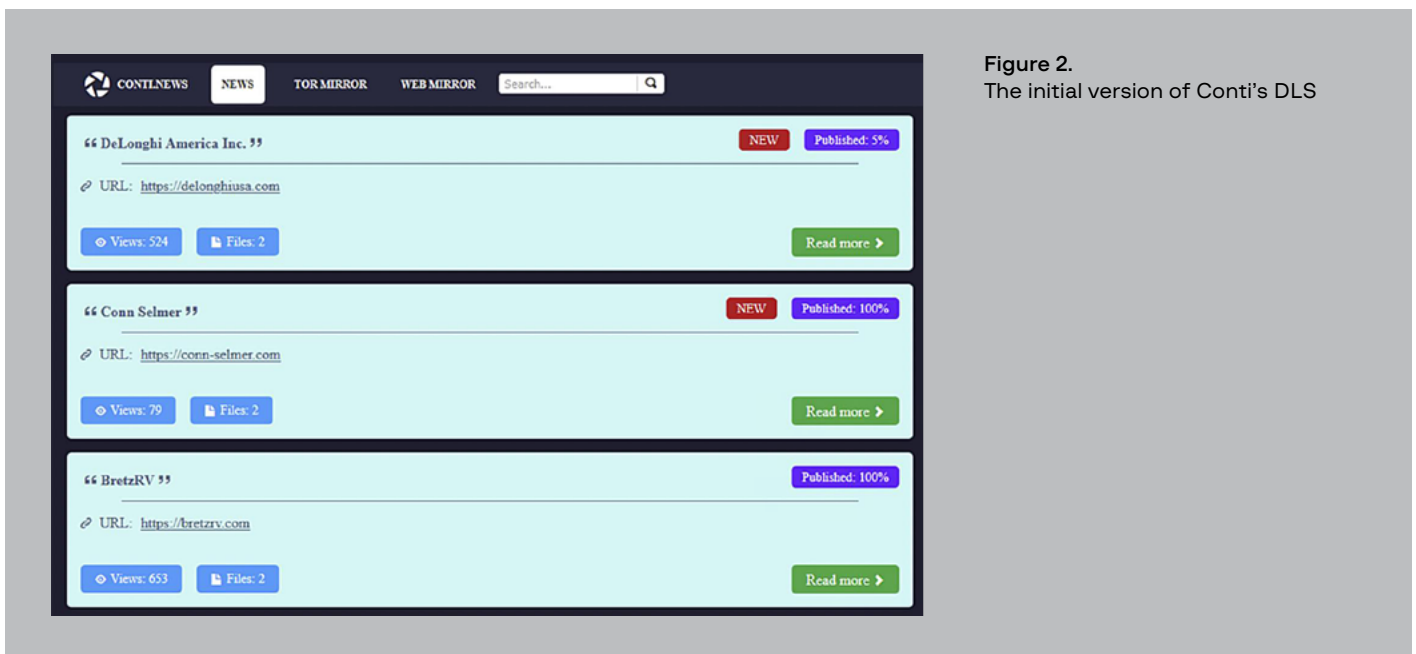 CONTI.NEWS NEWS TOR MIRROR WEB MIRROR Search...
“ DeLonghi America Inc. ” NEW Published: 5%
URL: https://delonghiusa.com
Views: 524 Files: 2 Read more
“ Conn Selmer ” NEW Published: 100%
URL: https://conn-selmer.com
Views: 79 Files: 2 Read more
“ BretzRV ” Published: 100%
URL: https://bretzrv.com
Views: 653 Files: 2 Read more
Figure 2.
The initial version of Conti’s DLS